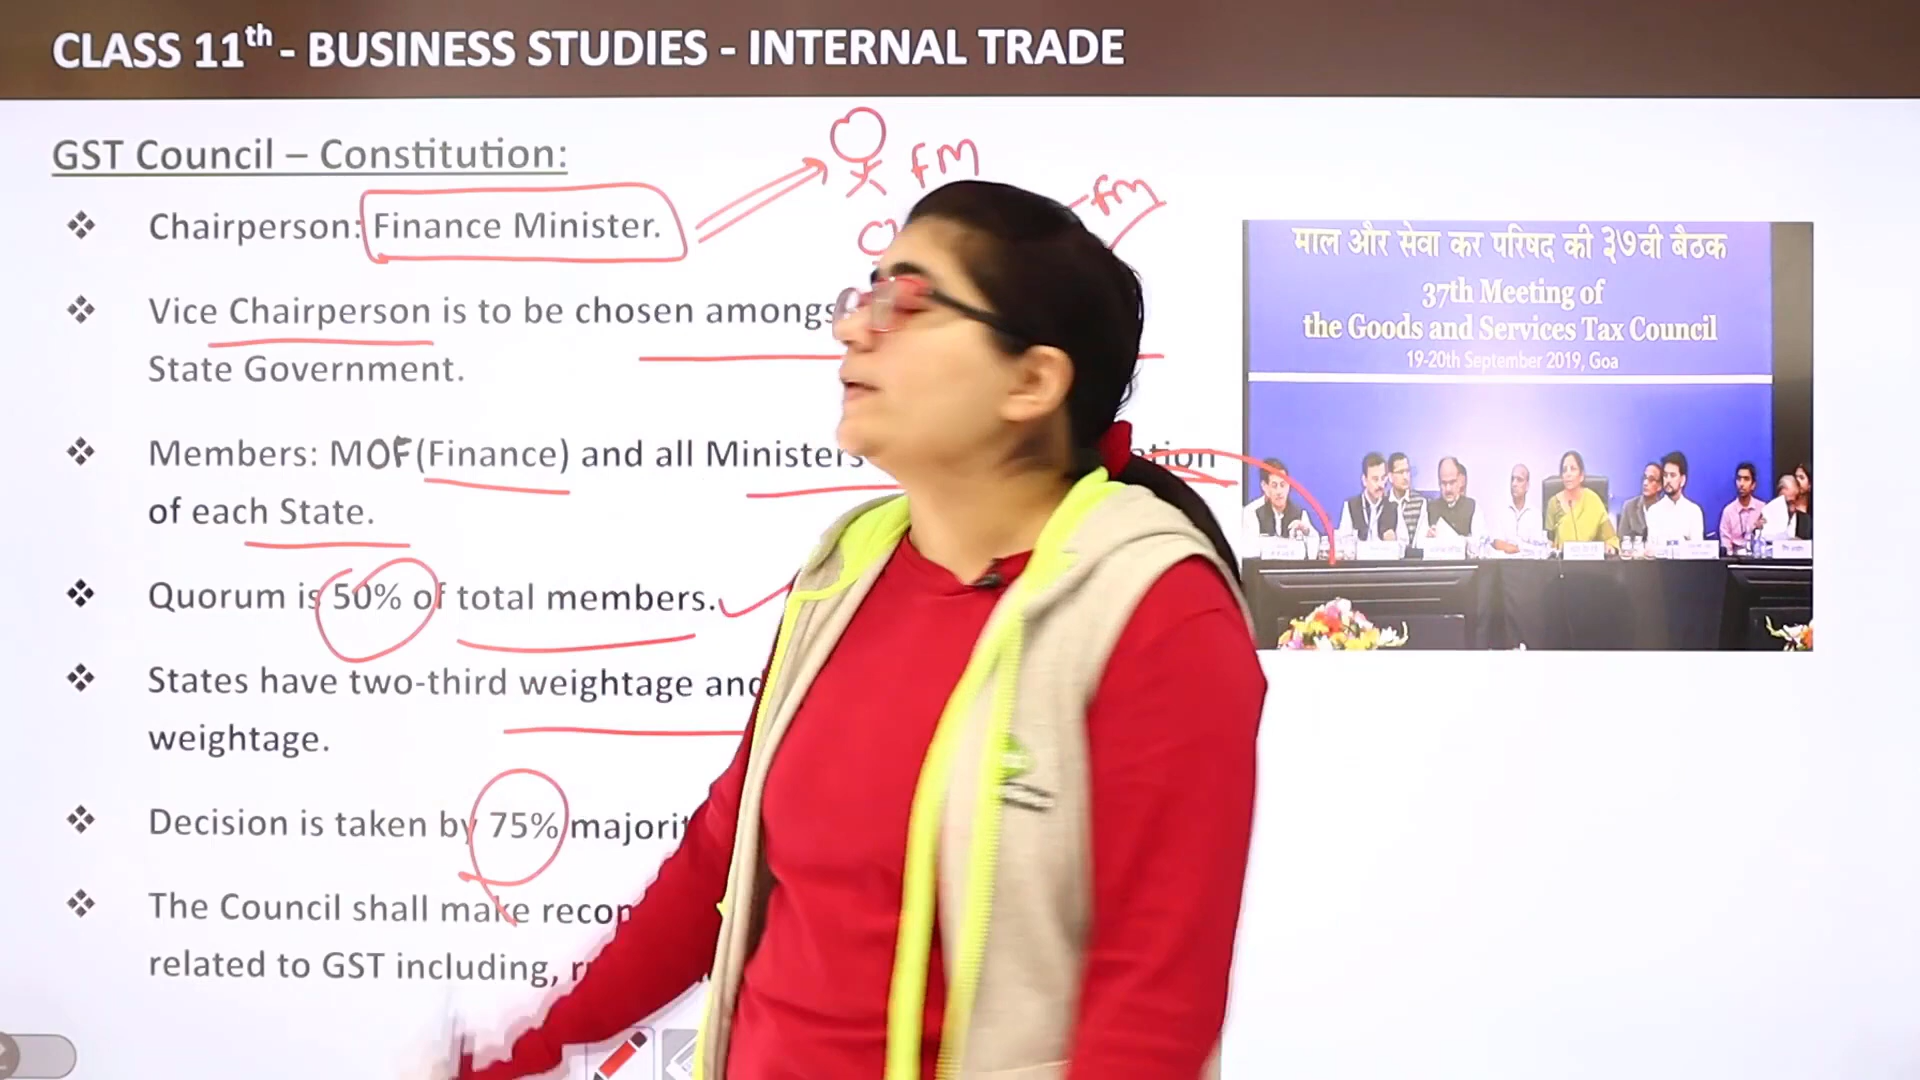 CLASS 11th - BUSINESS STUDIES - INTERNAL TRADE
GST Council – Constitution:
FM
FM
Chairperson: Finance Minister.
Vice Chairperson is to be chosen amongs
State Government.
Members: MOF(Finance) and all Ministers
of each State.
Quorum is 50% of total members.
States have two-third weightage and
weightage.
Decision is taken by 75% majorit
The Council shall make recom
related to GST including,
माल और सेवा कर परिषद की ३७वी बैठक
37th Meeting of
the Goods and Services Tax Council
19-20th September 2019, Goa